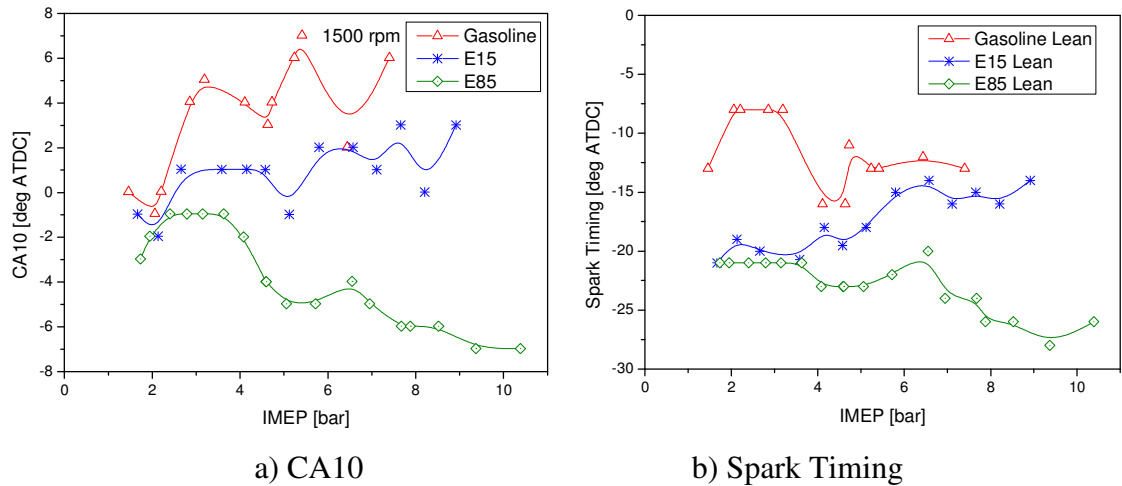 8
6
4
2
0
-2
-4
-6
-8
CA10 [deg ATDC]
0
2
4
6
8
10
IMEP [bar]
1500 rpm
Gasoline
E15
E85
a) CA10
0
-5
-10
-15
-20
-25
-30
Spark Timing [deg ATDC]
0
2
4
6
8
10
IMEP [bar]
Gasoline Lean
E15 Lean
E85 Lean
b) Spark Timing